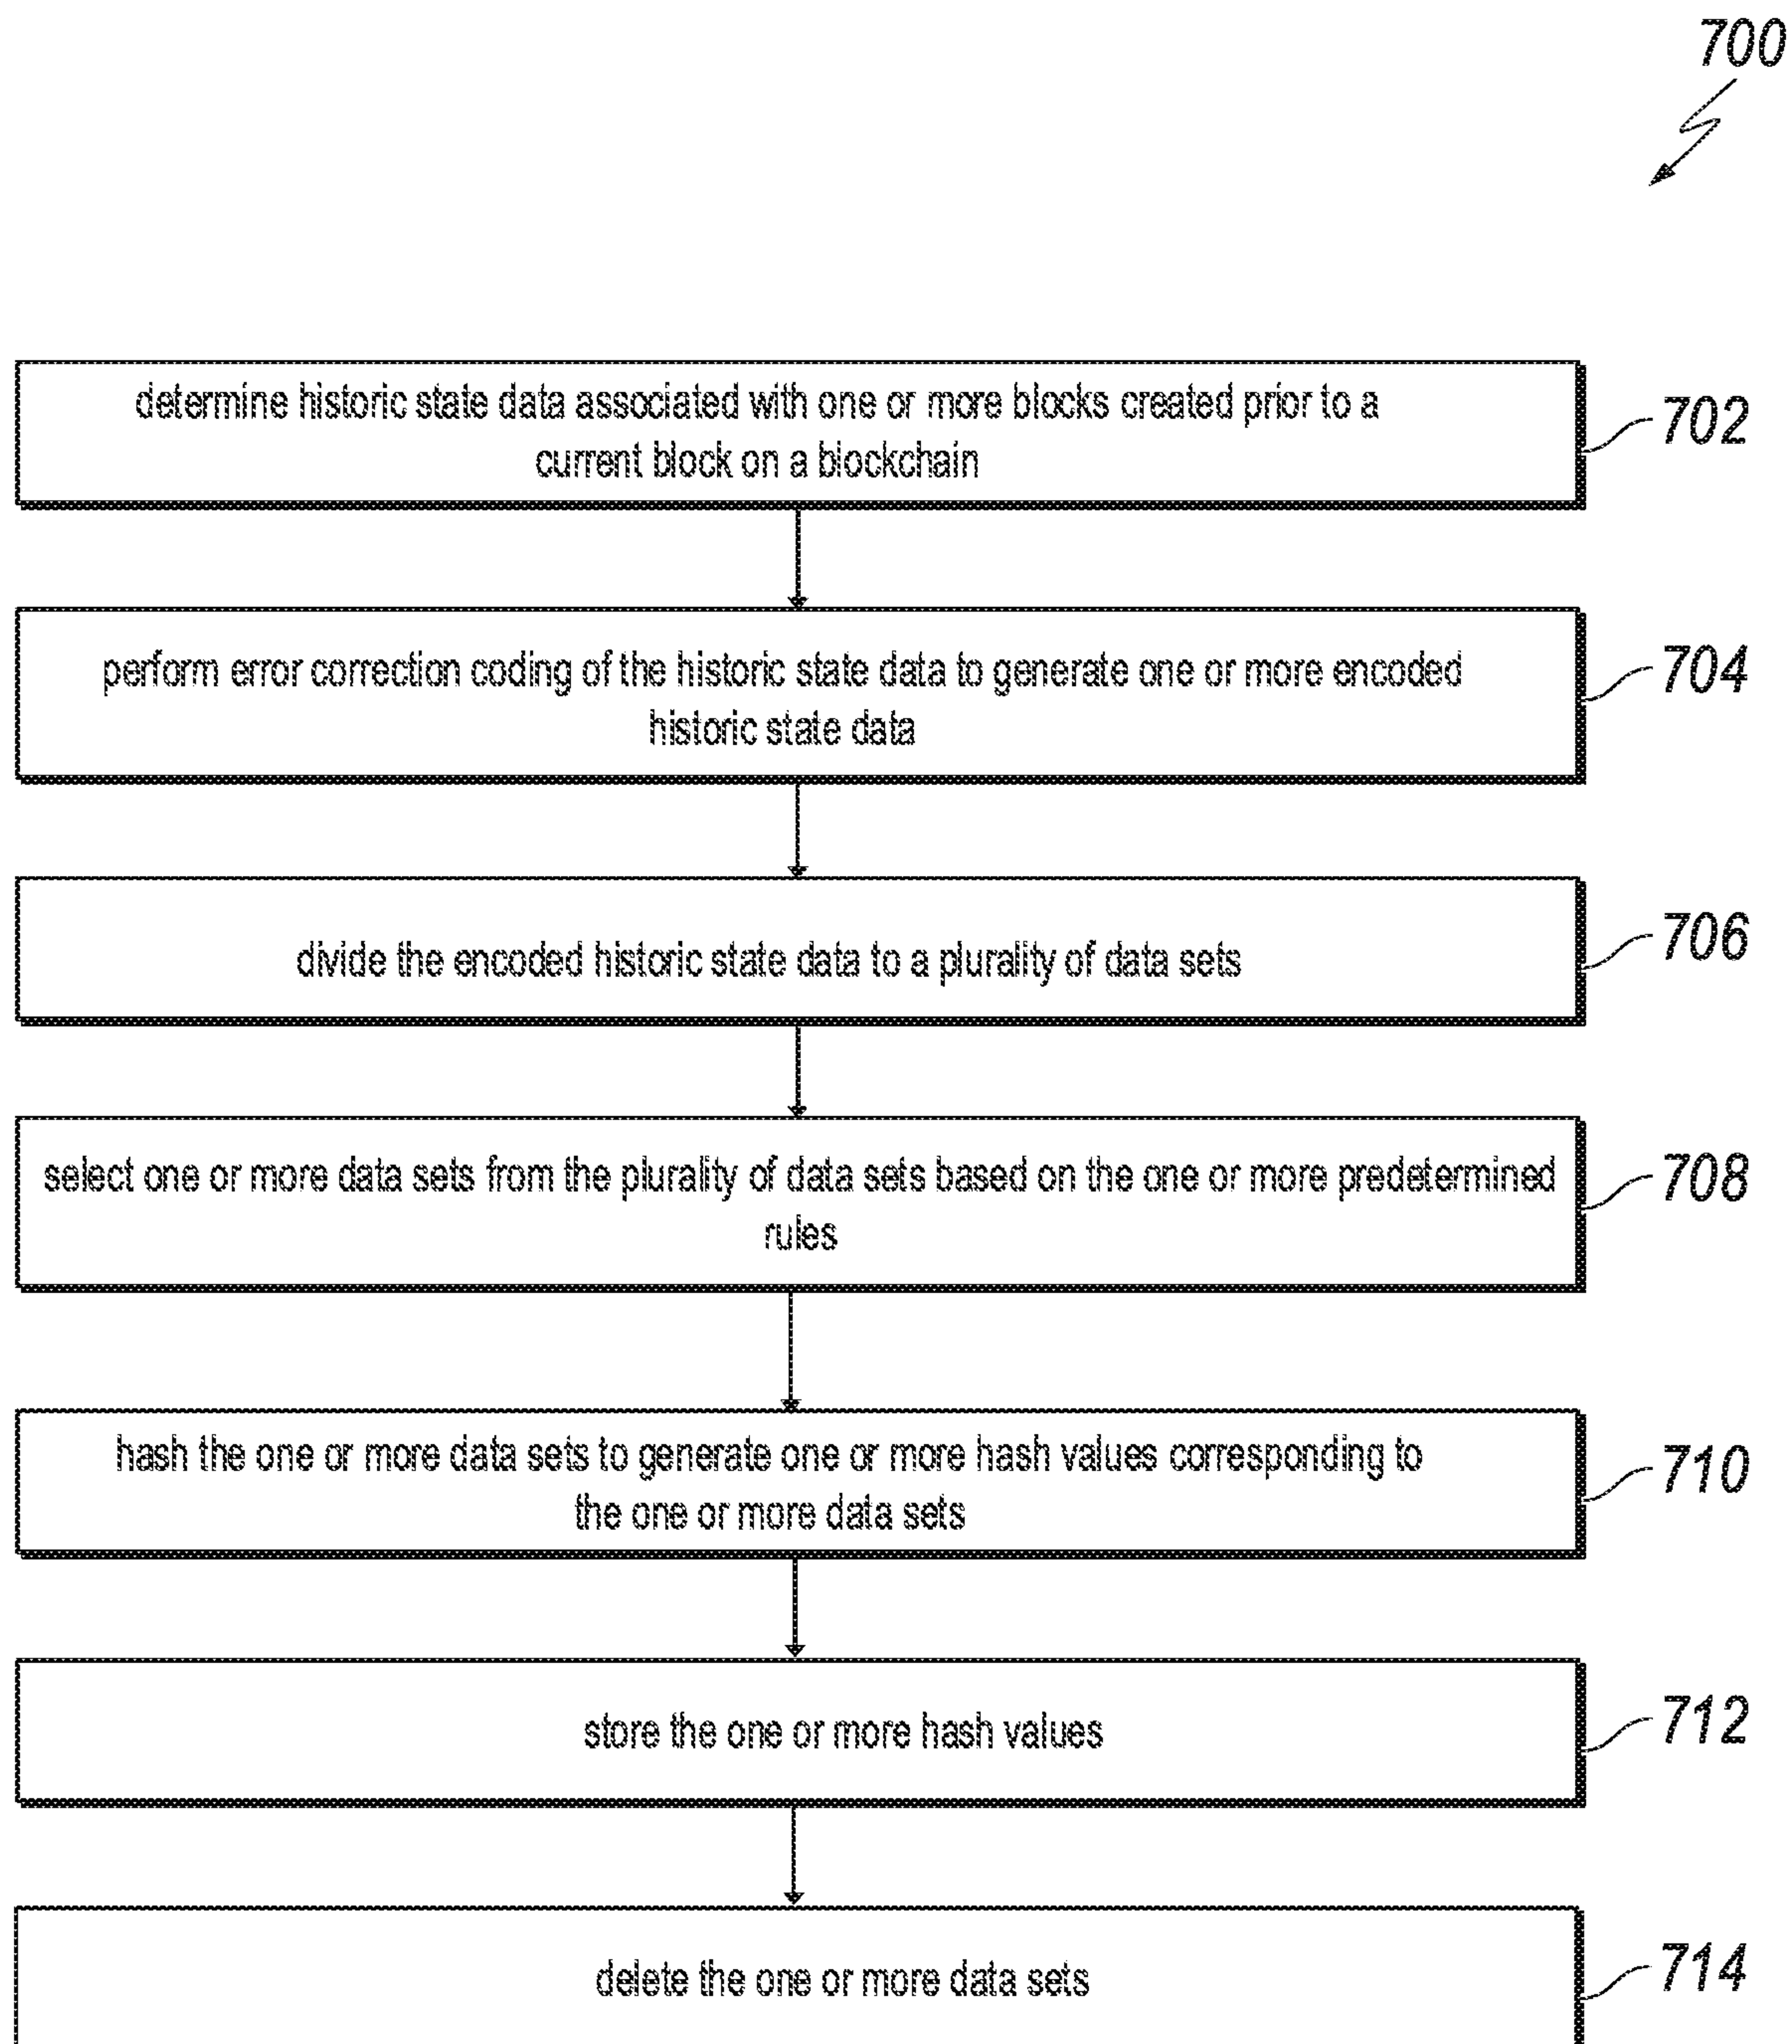 700
determine historic state data associated with one or more blocks created prior to a
current block on a blockchain
702
perform error correction coding of the historic state data to generate one or more encoded
historic state data
704
divide the encoded historic state data to a plurality of data sets
706
select one or more data sets from the plurality of data sets based on the one or more predetermined
rules
708
hash the one or more data sets to generate one or more hash values corresponding to
the one or more data sets
710
store the one or more hash values
712
delete the one or more data sets
714